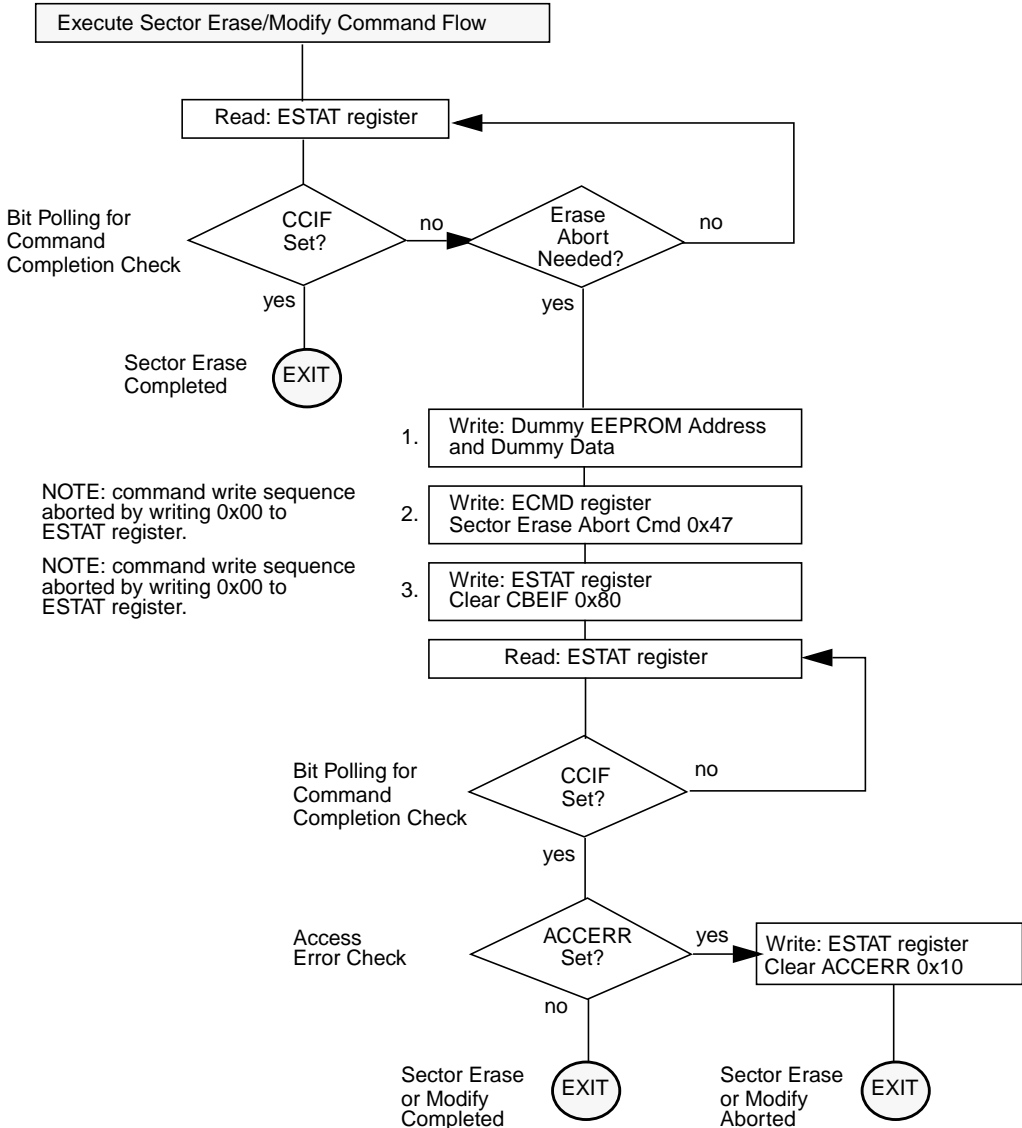 Execute Sector Erase/Modify Command Flow
Read: ESTAT register
Bit Polling for
Command
Completion Check
CCIF
Set?
no
Erase
Abort
Needed?
no
yes
yes
Sector Erase
Completed
EXIT
1.
Write: Dummy EEPROM Address
and Dummy Data
NOTE: command write sequence
aborted by writing 0x00 to
ESTAT register.
2.
Write: ECMD register
Sector Erase Abort Cmd 0x47
NOTE: command write sequence
aborted by writing 0x00 to
ESTAT register.
3.
Write: ESTAT register
Clear CBEIF 0x80
Read: ESTAT register
Bit Polling for
Command
Completion Check
CCIF
Set?
no
yes
Access
Error Check
ACCERR
Set?
yes
Write: ESTAT register
Clear ACCERR 0x10
no
Sector Erase
or Modify
Completed
EXIT
Sector Erase
or Modify
Aborted
EXIT